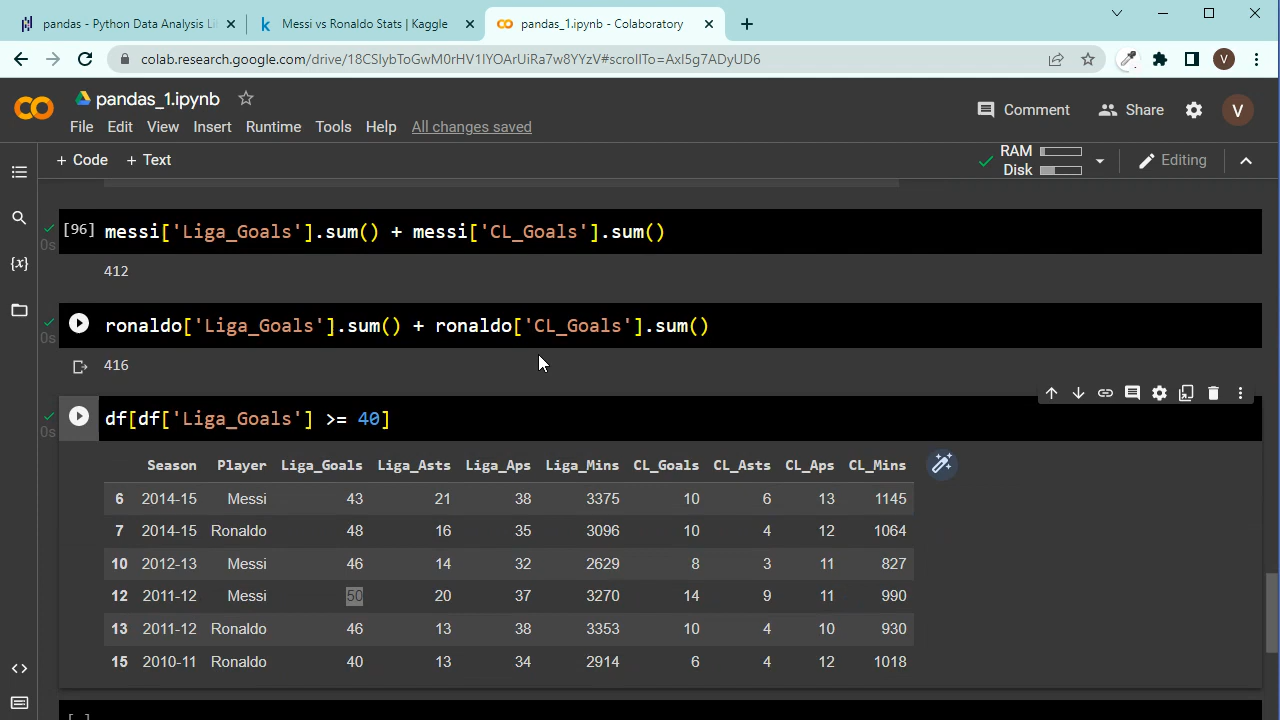 pandas - Python Data Analysis Li
Messi vs Ronaldo Stats | Kaggle
pandas_1.ipynb - Colaboratory
colab.research.google.com/drive/18CSIybToGwM0rHV1IYOArUiRa7w8YYzV#scrollTo=AxI5g7ADyUD6
V
pandas_1.ipynb
Comment
Share
V
File Edit View Insert Runtime Tools Help All changes saved
+ Code + Text
RAM
Disk
Editing
[96] messi['Liga_Goals'].sum() + messi['CL_Goals'].sum()
0s
412
{x}
ronaldo['Liga_Goals'].sum() + ronaldo['CL_Goals'].sum()
0s
416
df[df['Liga_Goals'] >= 40]
0s
Season Player Liga_Goals Liga_Asts Liga_Aps Liga_Mins CL_Goals CL_Asts CL_Aps CL_Mins
6 2014-15 Messi 43 21 38 3375 10 6 13 1145
7 2014-15 Ronaldo 48 16 35 3096 10 4 12 1064
10 2012-13 Messi 46 14 32 2629 8 3 11 827
12 2011-12 Messi 50 20 37 3270 14 9 11 990
13 2011-12 Ronaldo 46 13 38 3353 10 4 10 930
15 2010-11 Ronaldo 40 13 34 2914 6 4 12 1018
[ ]